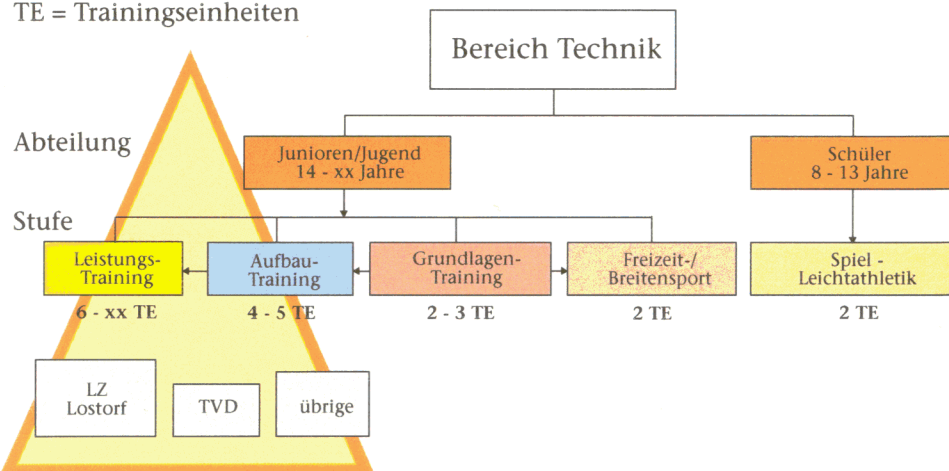 TE = Trainingseinheiten
Bereich Technik
Abteilung
Junioren/Jugend
14 - xx Jahre
Schüler
8 - 13 Jahre
Stufe
Leistungs-
Training
Aufbau-
Training
Grundlagen-
Training
Freizeit-/
Breitensport
Spiel -
Leichtathletik
6 - xx TE
4 - 5 TE
2 - 3 TE
2 TE
2 TE
LZ
Lostorf
TVD
übrige